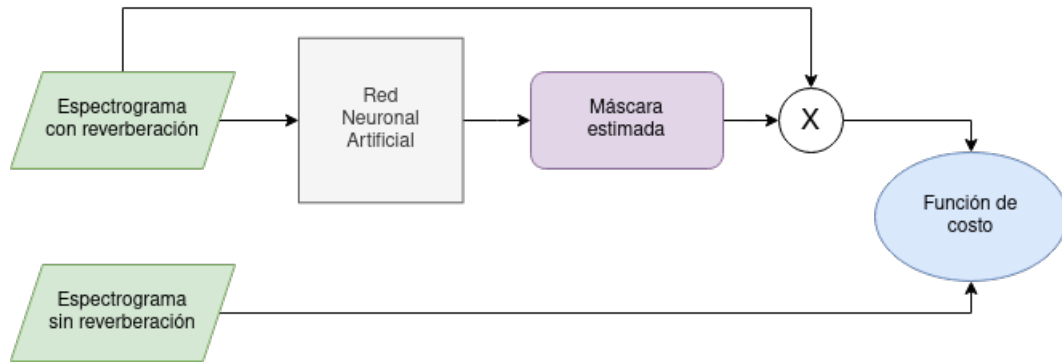 Espectrograma
con reverberación
Red
Neuronal
Artificial
Máscara
estimada
X
Función de
costo
Espectrograma
sin reverberación